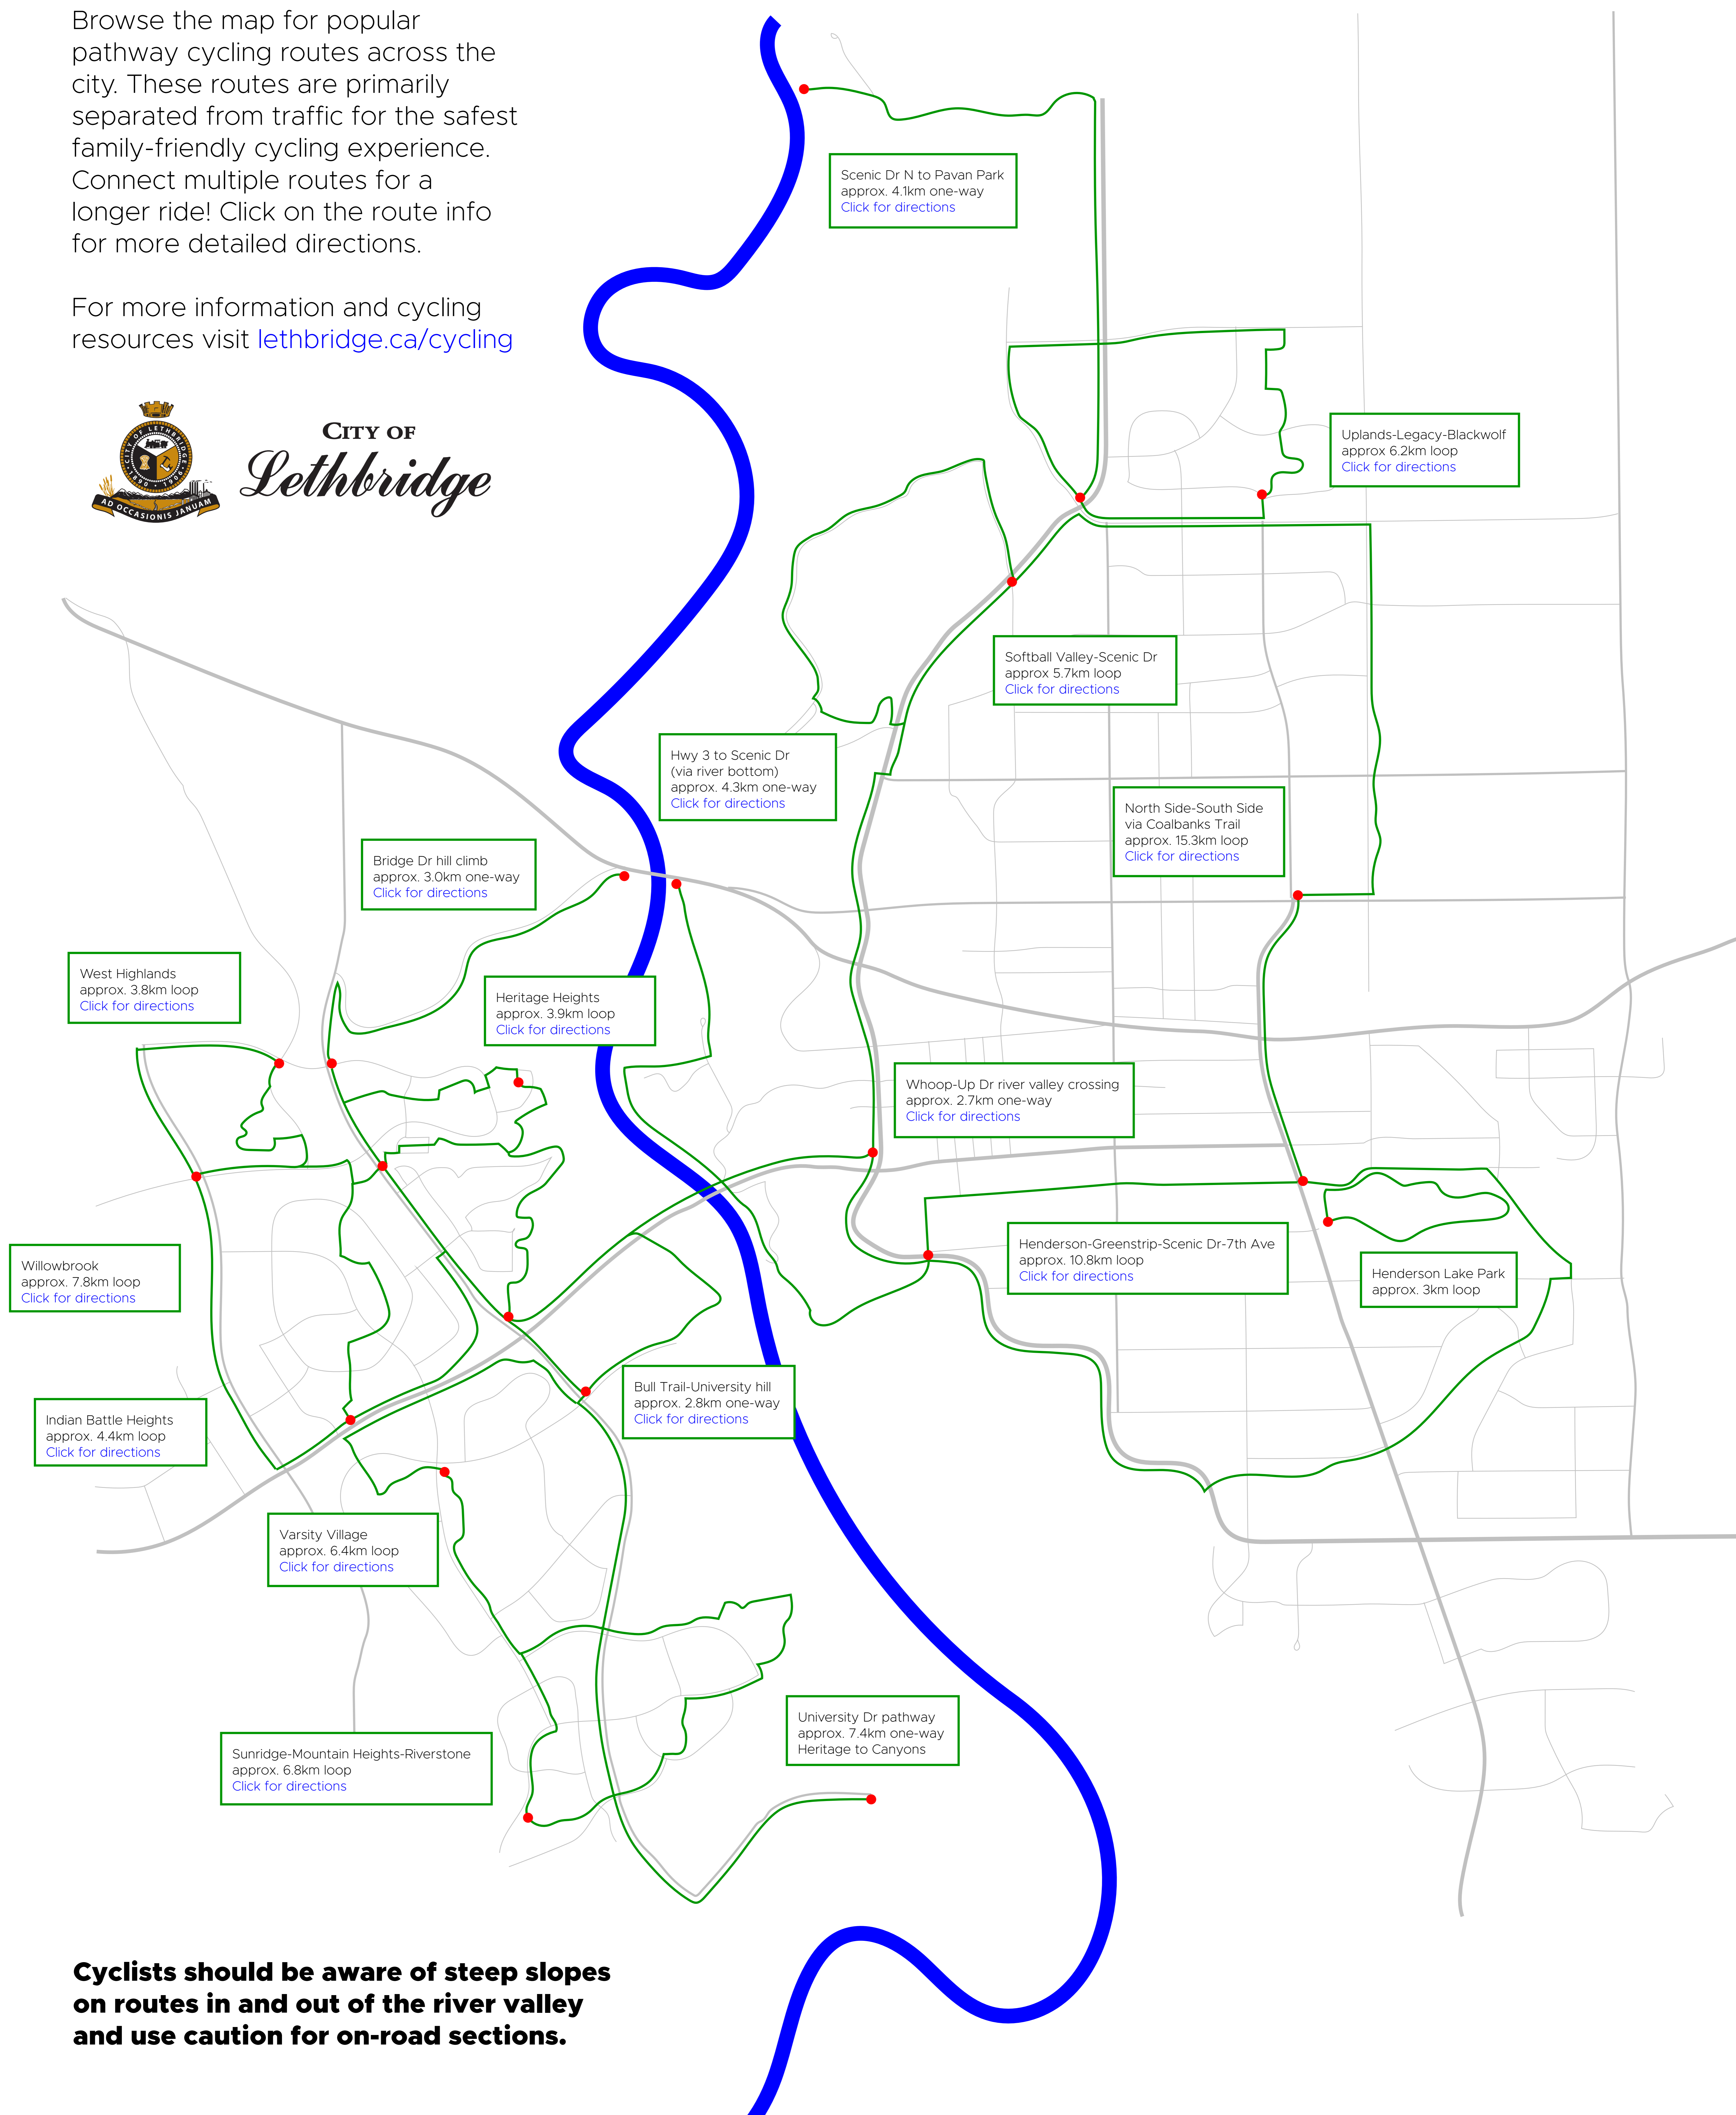 Browse the map for popular
pathway cycling routes across the
city. These routes are primarily
separated from traffic for the safest
family-friendly cycling experience.
Connect multiple routes for a
longer ride! Click on the route info
for more detailed directions.
For more information and cycling
resources visit lethbridge.ca/cycling
CITY OF LETHBRIDGE
1890 • 1906
AD OCCASIONIS JANUAM
CITY OF
Lethbridge
Scenic Dr N to Pavan Park
approx. 4.1km one-way
Click for directions
Uplands-Legacy-Blackwolf
approx 6.2km loop
Click for directions
Softball Valley-Scenic Dr
approx 5.7km loop
Click for directions
Hwy 3 to Scenic Dr
(via river bottom)
approx. 4.3km one-way
Click for directions
North Side-South Side
via Coalbanks Trail
approx. 15.3km loop
Click for directions
Bridge Dr hill climb
approx. 3.0km one-way
Click for directions
West Highlands
approx. 3.8km loop
Click for directions
Heritage Heights
approx. 3.9km loop
Click for directions
Whoop-Up Dr river valley crossing
approx. 2.7km one-way
Click for directions
Willowbrook
approx. 7.8km loop
Click for directions
Henderson-Greenstrip-Scenic Dr-7th Ave
approx. 10.8km loop
Click for directions
Henderson Lake Park
approx. 3km loop
Indian Battle Heights
approx. 4.4km loop
Click for directions
Bull Trail-University hill
approx. 2.8km one-way
Click for directions
Varsity Village
approx. 6.4km loop
Click for directions
University Dr pathway
approx. 7.4km one-way
Heritage to Canyons
Sunridge-Mountain Heights-Riverstone
approx. 6.8km loop
Click for directions
Cyclists should be aware of steep slopes
on routes in and out of the river valley
and use caution for on-road sections.